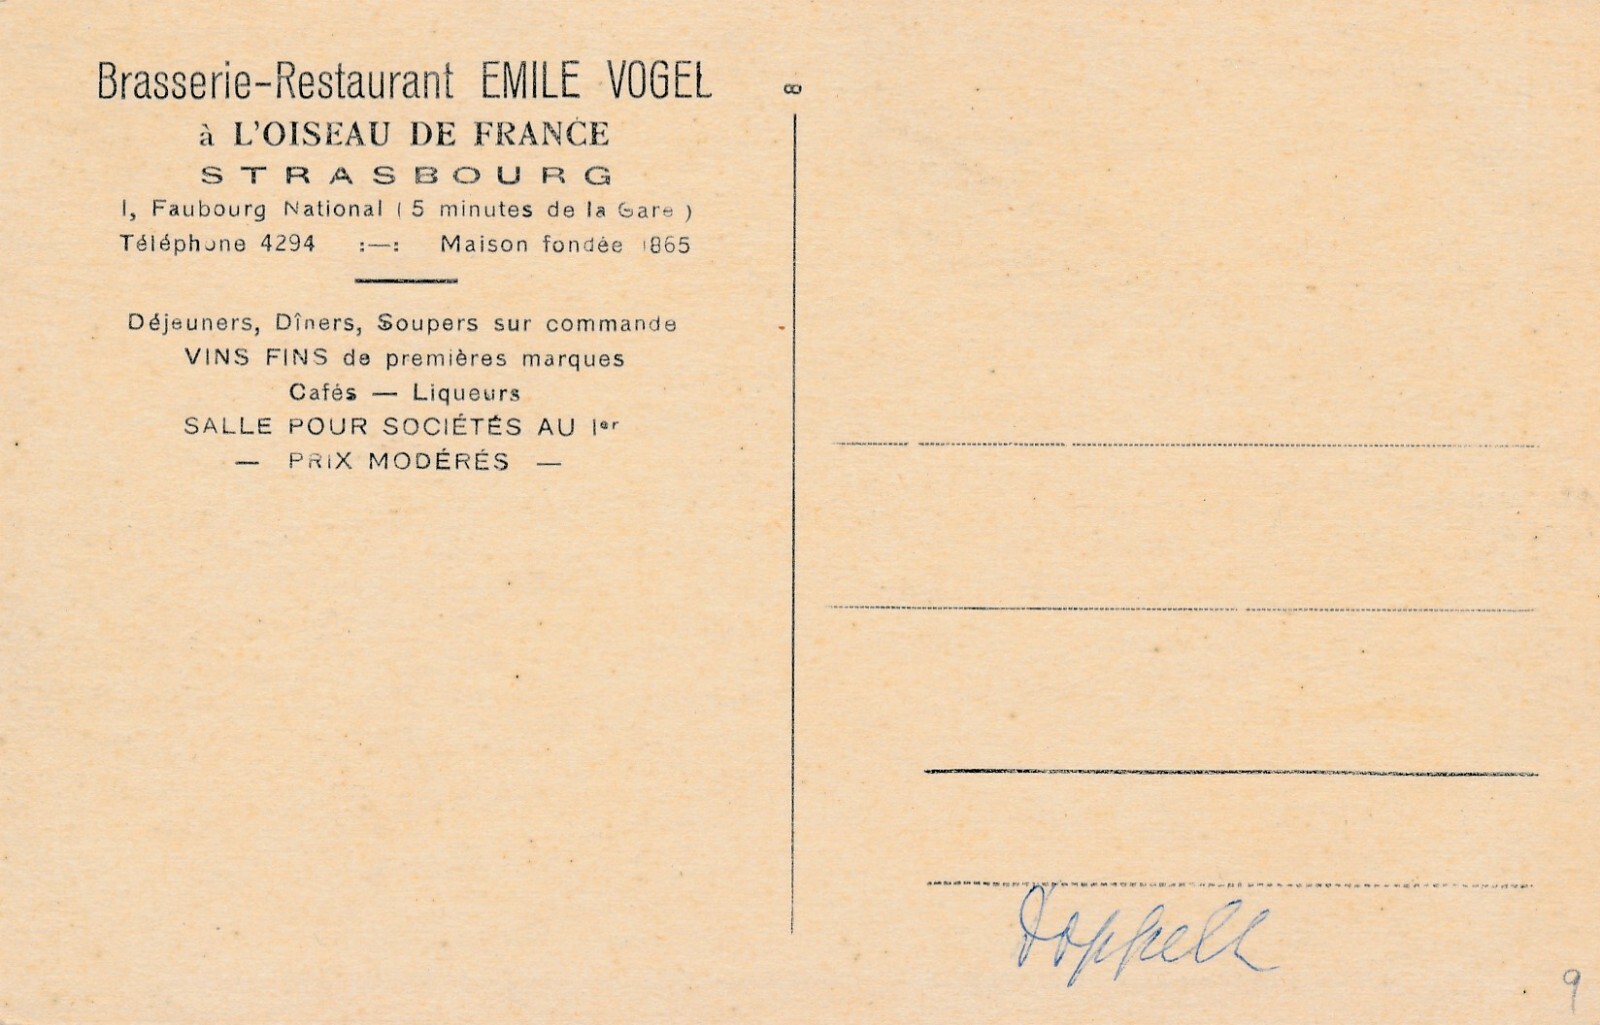 Brasserie-Restaurant EMILE VOGEL
à L'OISEAU DE FRANCE
STRASBOURG
1, Faubourg National (5 minutes de la Gare)
Téléphone 4294 :—: Maison fondée 1865
Déjeuners, Dîners, Soupers sur commande
VINS FINS de premières marques
Cafés — Liqueurs
SALLE POUR SOCIÉTÉS AU 1er
— PRIX MODÉRÉS —
8
Doppelt
9